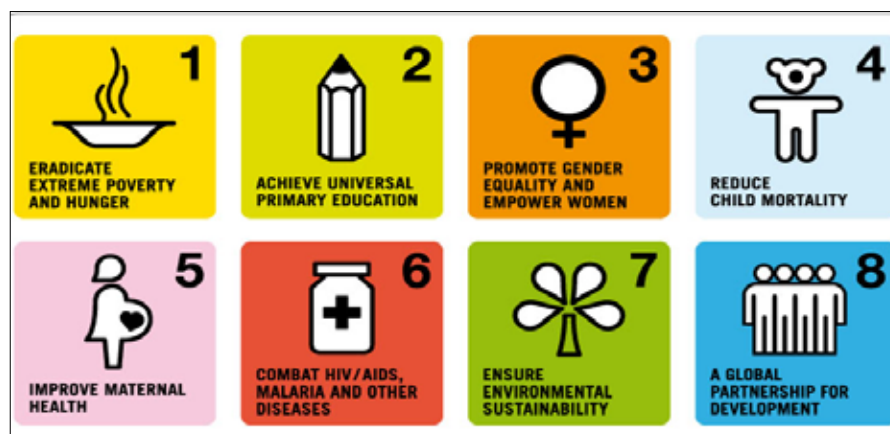 1
ERADICATE
EXTREME POVERTY
AND HUNGER
2
ACHIEVE UNIVERSAL
PRIMARY EDUCATION
3
PROMOTE GENDER
EQUALITY AND
EMPOWER WOMEN
4
REDUCE
CHILD MORTALITY
5
IMPROVE MATERNAL
HEALTH
6
COMBAT HIV/AIDS,
MALARIA AND OTHER
DISEASES
7
ENSURE
ENVIRONMENTAL
SUSTAINABILITY
8
A GLOBAL
PARTNERSHIP FOR
DEVELOPMENT